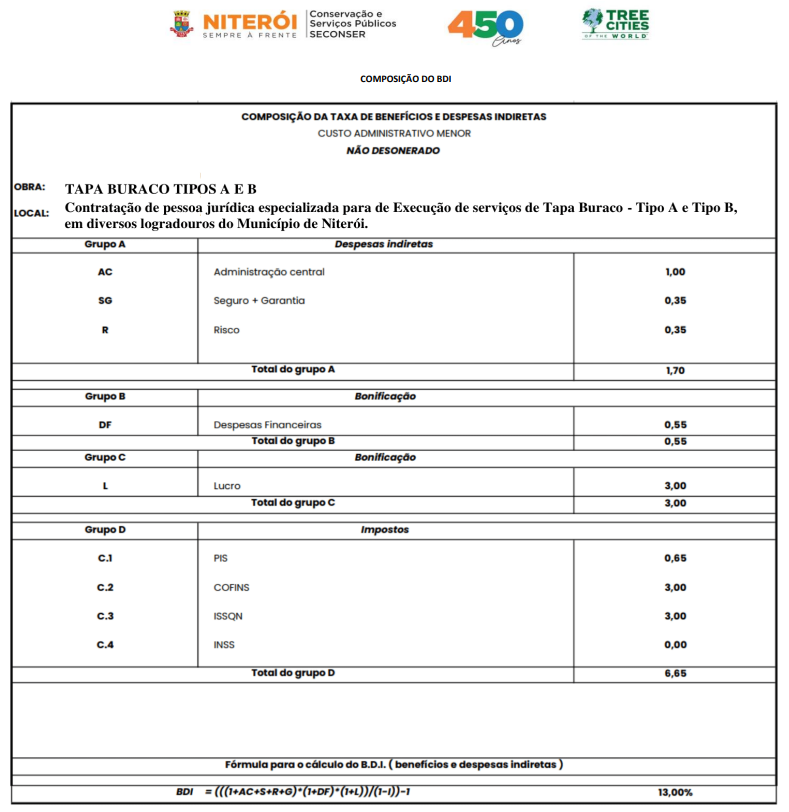 NITERÓI
SEMPRE À FRENTE
Conservação e
Serviços Públicos
SECONSER
450
Anos
TREE
CITIES
OF THE WORLD
COMPOSIÇÃO DO BDI
COMPOSIÇÃO DA TAXA DE BENEFÍCIOS E DESPESAS INDIRETAS
CUSTO ADMINISTRATIVO MENOR
NÃO DESONERADO
OBRA: TAPA BURACO TIPOS A E B
LOCAL: Contratação de pessoa jurídica especializada para de Execução de serviços de Tapa Buraco - Tipo A e Tipo B,
em diversos logradouros do Município de Niterói.
Grupo A Despesas indiretas
AC Administração central 1,00
SG Seguro + Garantia 0,35
R Risco 0,35
Total do grupo A 1,70
Grupo B Bonificação
DF Despesas Financeiras 0,55
Total do grupo B 0,55
Grupo C Bonificação
L Lucro 3,00
Total do grupo C 3,00
Grupo D Impostos
C.1 PIS 0,65
C.2 COFINS 3,00
C.3 ISSQN 3,00
C.4 INSS 0,00
Total do grupo D 6,65
Fórmula para o cálculo do B.D.I. ( benefícios e despesas indiretas )
BDI = (((1+AC+S+R+G)*(1+DF)*(1+L))/(1-I))-1 13,00%